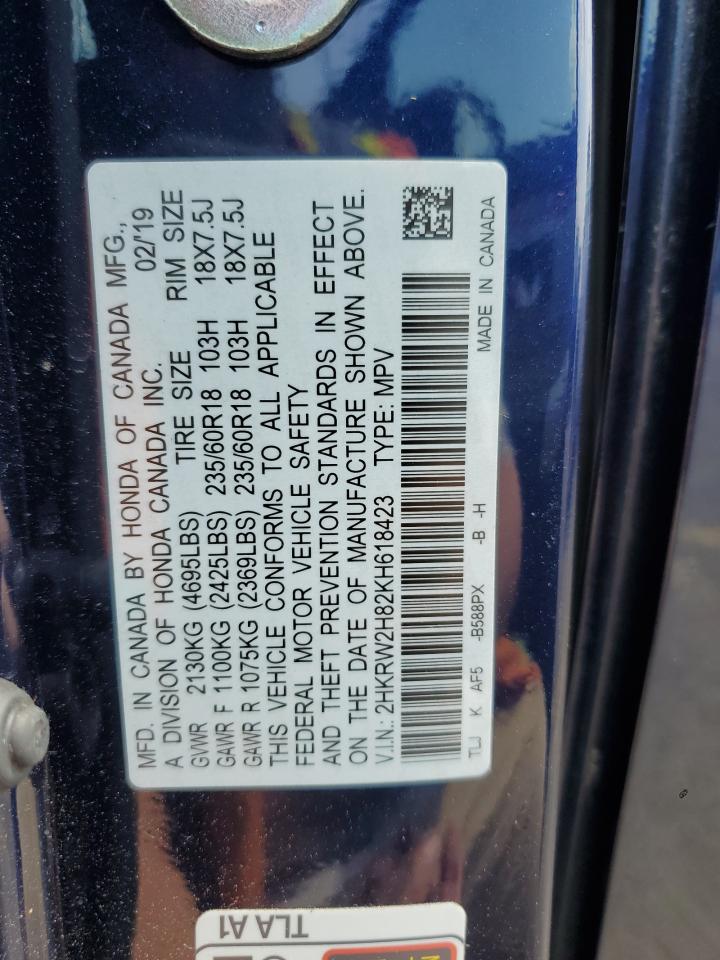 MFD. IN CANADA BY HONDA OF CANADA MFG.,
A DIVISION OF HONDA CANADA INC. 02/'19
GVWR 2130KG (4695LBS) TIRE SIZE RIM SIZE
GAWR F 1100KG (2425LBS) 235/60R18 103H 18X7.5J
GAWR R 1075KG (2369LBS) 235/60R18 103H 18X7.5J
THIS VEHICLE CONFORMS TO ALL APPLICABLE
FEDERAL MOTOR VEHICLE SAFETY
AND THEFT PREVENTION STANDARDS IN EFFECT
ON THE DATE OF MANUFACTURE SHOWN ABOVE.
V.I.N.: 2HKRW2H82KH618423 TYPE: MPV
TLJ K AF5 -B588PX -B -H MADE IN CANADA
TLA A1